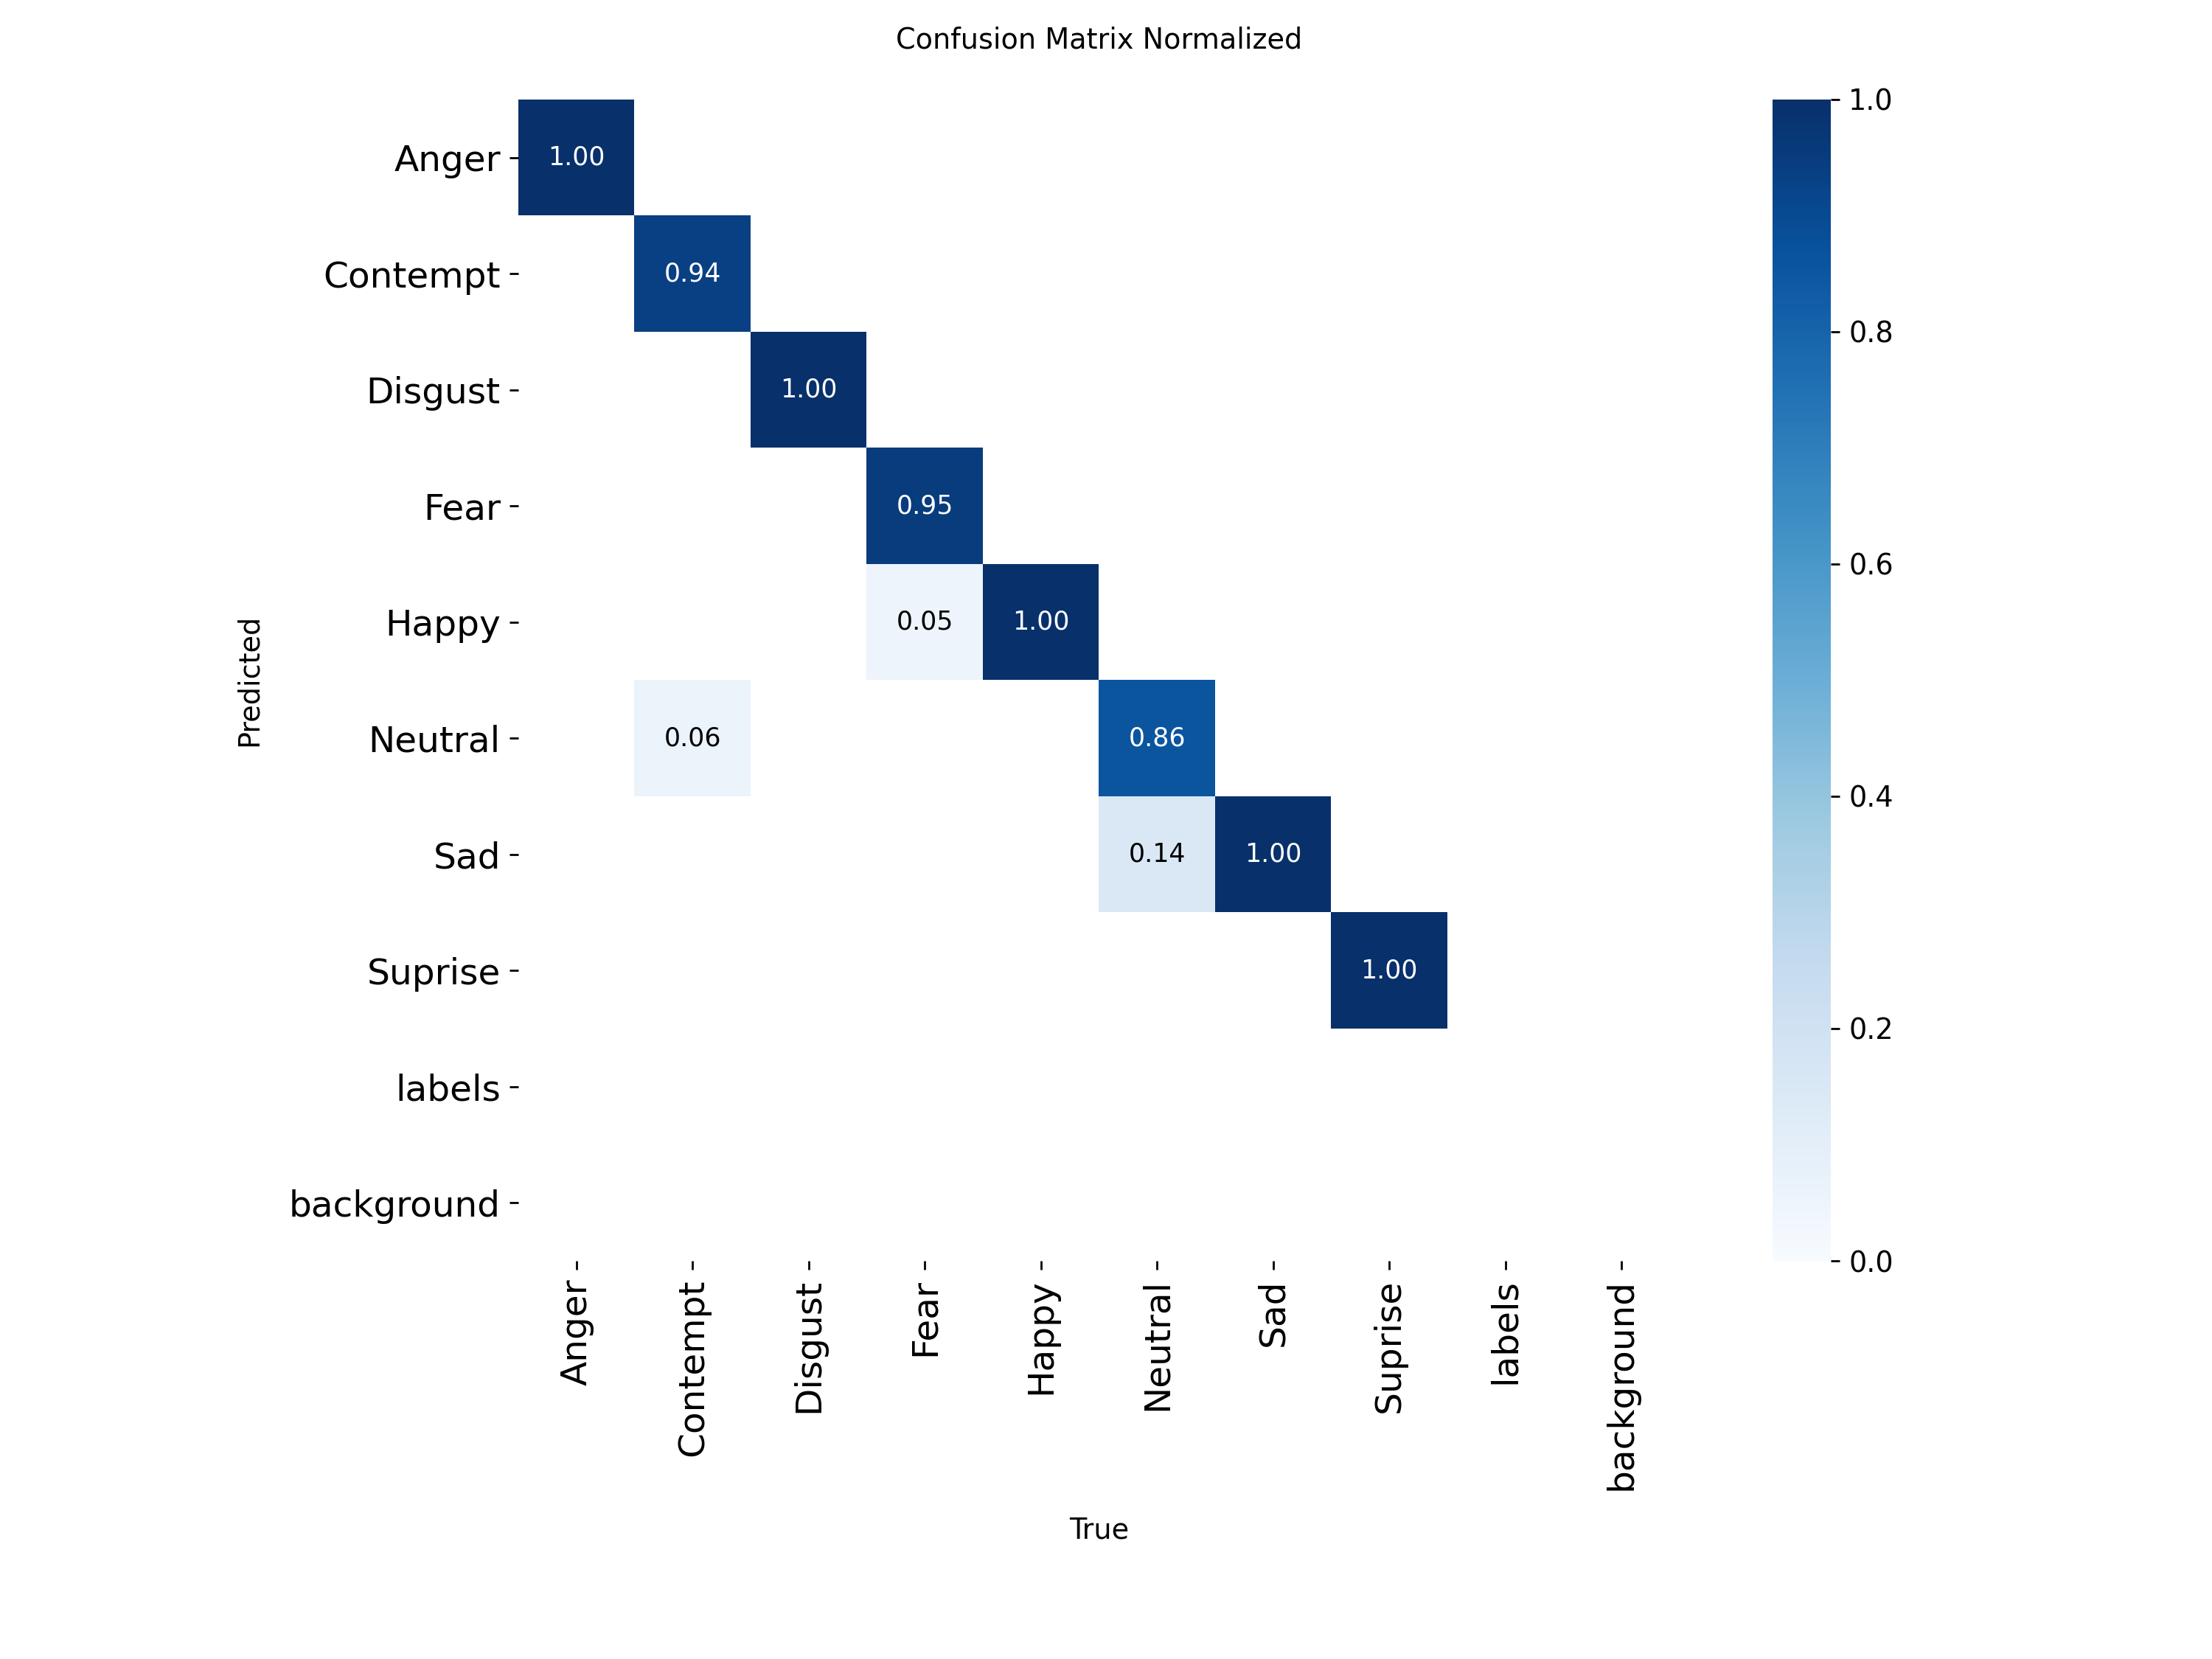 Confusion Matrix Normalized
1.0
Anger
1.00
Contempt
0.94
0.8
Disgust
1.00
Fear
0.95
0.6
Happy
0.05
1.00
Predicted
Neutral
0.06
0.86
0.4
Sad
0.14
1.00
Suprise
1.00
0.2
labels
background
0.0
Anger
Contempt
Disgust
Fear
Happy
Neutral
Sad
Suprise
labels
background
True